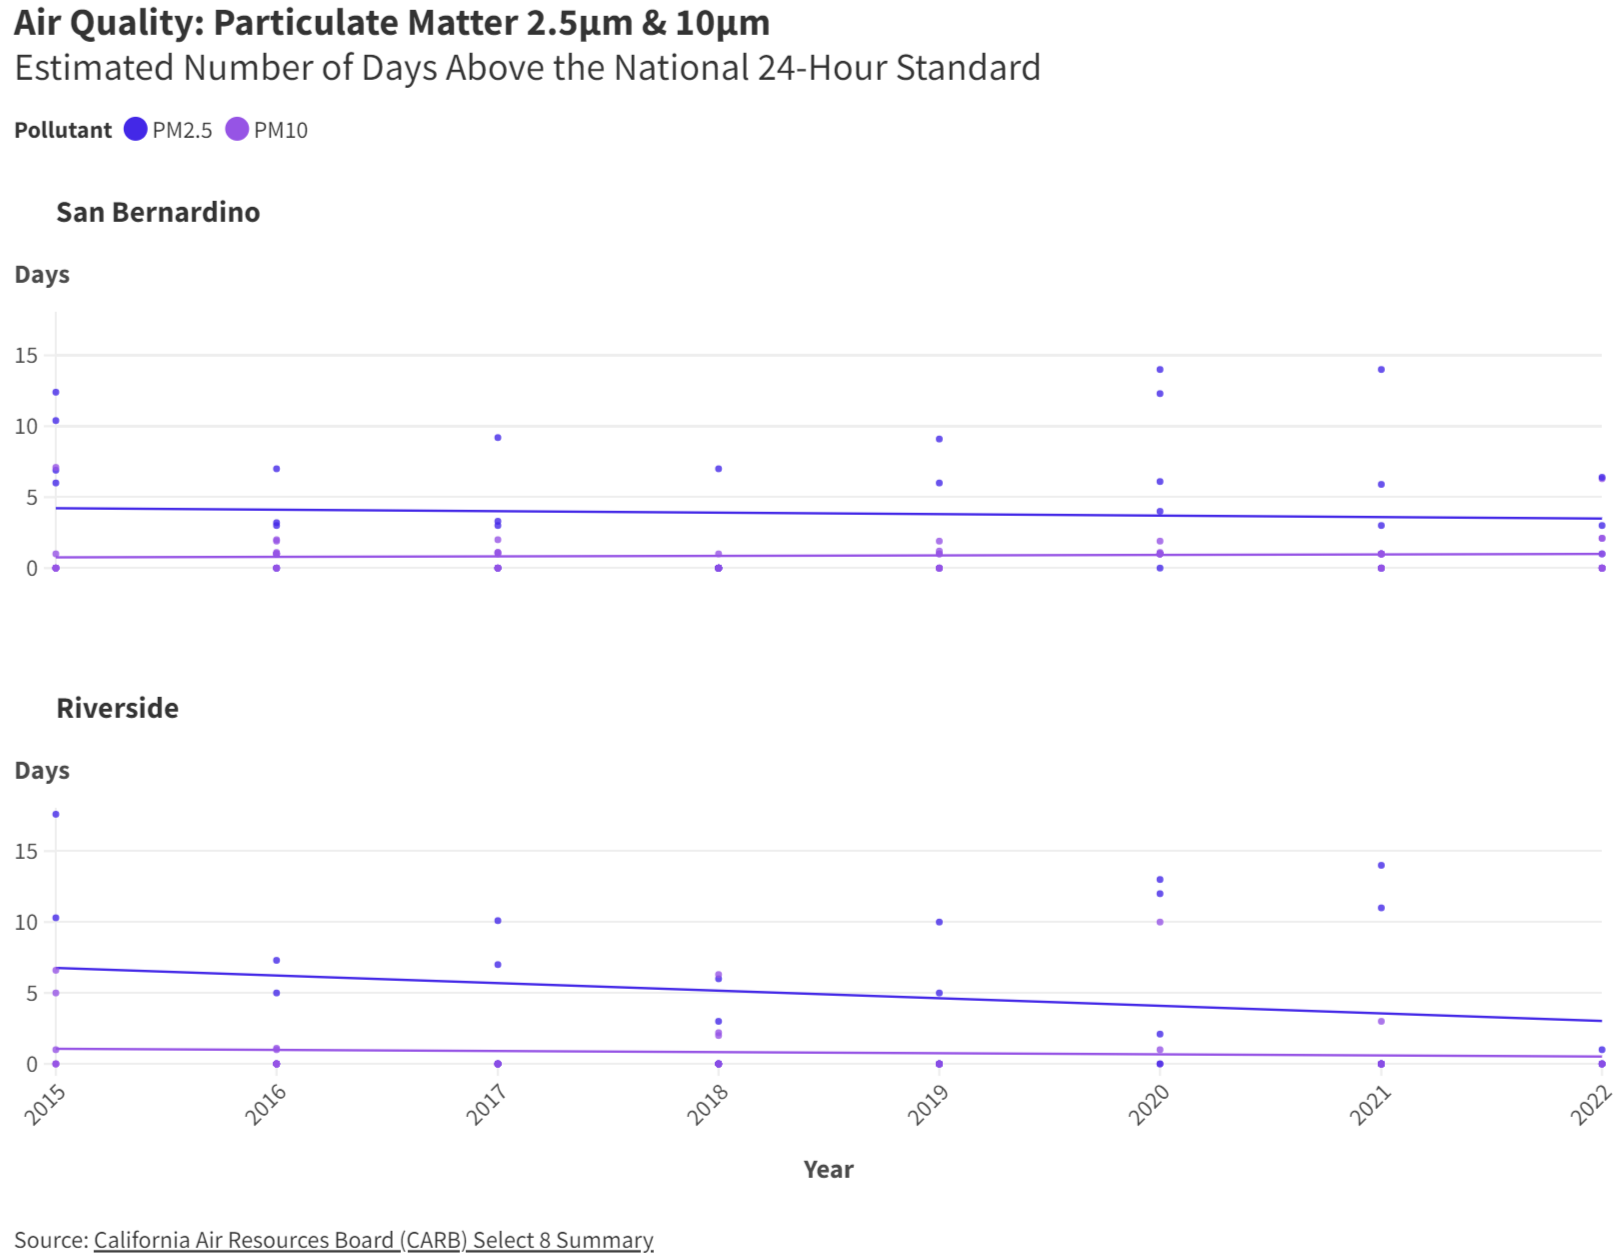 Air Quality: Particulate Matter 2.5μm & 10μm
Estimated Number of Days Above the National 24-Hour Standard
Pollutant PM2.5 PM10
San Bernardino
Days
15
10
5
0
Riverside
Days
15
10
5
0
2015 2016 2017 2018 2019 2020 2021 2022
Year
Source: California Air Resources Board (CARB) Select 8 Summary